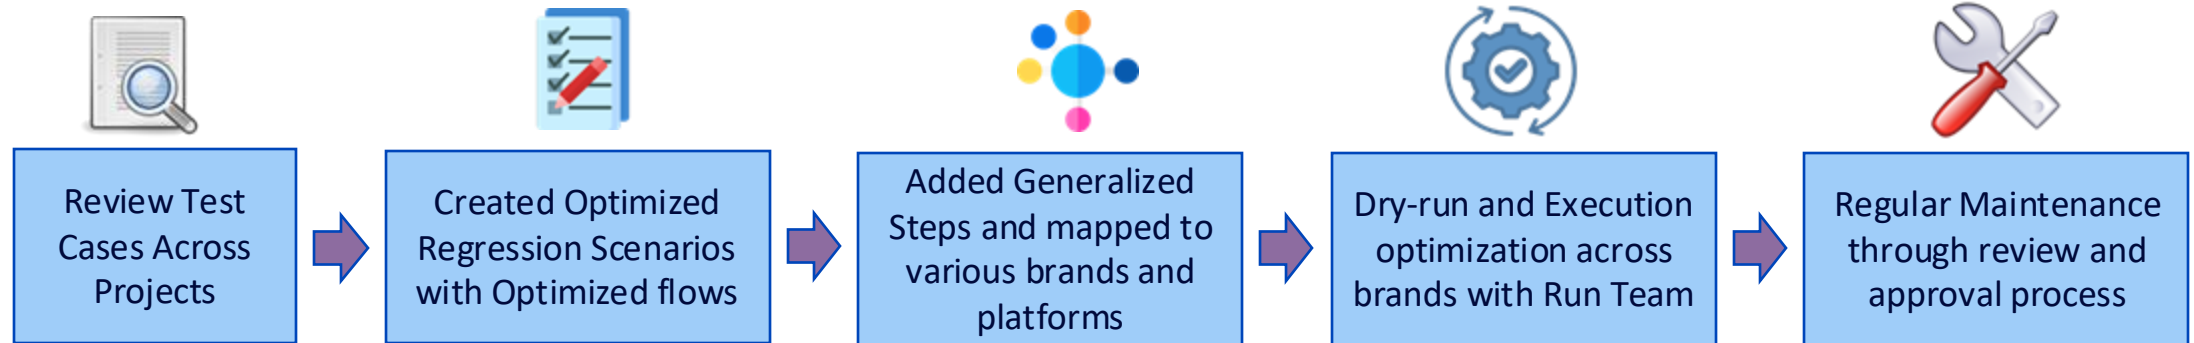 Review Test
Cases Across
Projects
Created Optimized
Regression Scenarios
with Optimized flows
Added Generalized
Steps and mapped to
various brands and
platforms
Dry-run and Execution
optimization across
brands with Run Team
Regular Maintenance
through review and
approval process